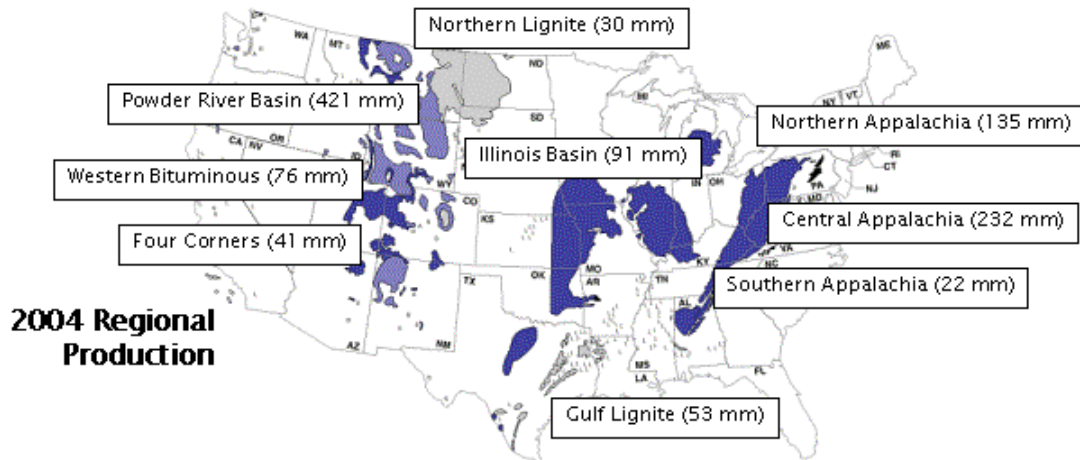 Northern Lignite (30 mm)
WA
MT
ND
ME
Powder River Basin (421 mm)
MI
NY
VT
Northern Appalachia (135 mm)
SD
OR
CA
NV
ID
Illinois Basin (91 mm)
RI
CT
Western Bituminous (76 mm)
WY
IN
OH
PA
NJ
MD
CO
KS
Central Appalachia (232 mm)
Four Corners (41 mm)
VA
KY
NC
MO
OK
TX
AR
TN
Southern Appalachia (22 mm)
AL
2004 Regional
Production
AZ
NM
MS
LA
FL
Gulf Lignite (53 mm)